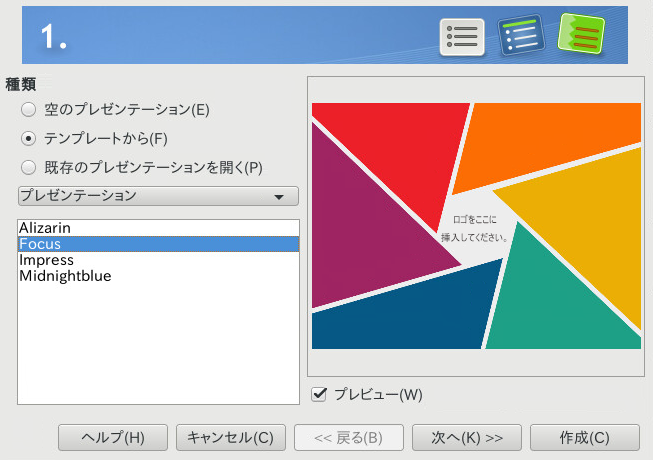 1.
種類
空のプレゼンテーション(E)
テンプレートから(F)
既存のプレゼンテーションを開く(P)
プレゼンテーション
Alizarin
Focus
Impress
Midnightblue
ロゴをここに
挿入してください。
プレビュー(W)
ヘルプ(H)
キャンセル(C)
<< 戻る(B)
次へ(K) >>
作成(C)